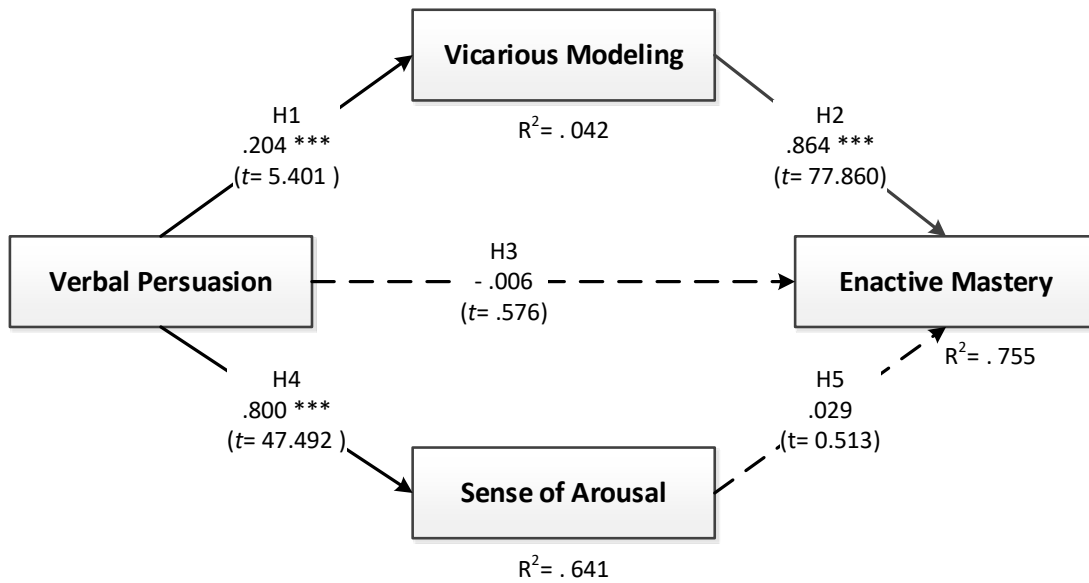 Vicarious Modeling
R²= . 042
H1
.204 ***
(t= 5.401 )
H2
.864 ***
(t= 77.860)
Verbal Persuasion
H3
- .006
(t= .576)
Enactive Mastery
R²= . 755
H4
.800 ***
(t= 47.492 )
H5
.029
(t= 0.513)
Sense of Arousal
R²= . 641